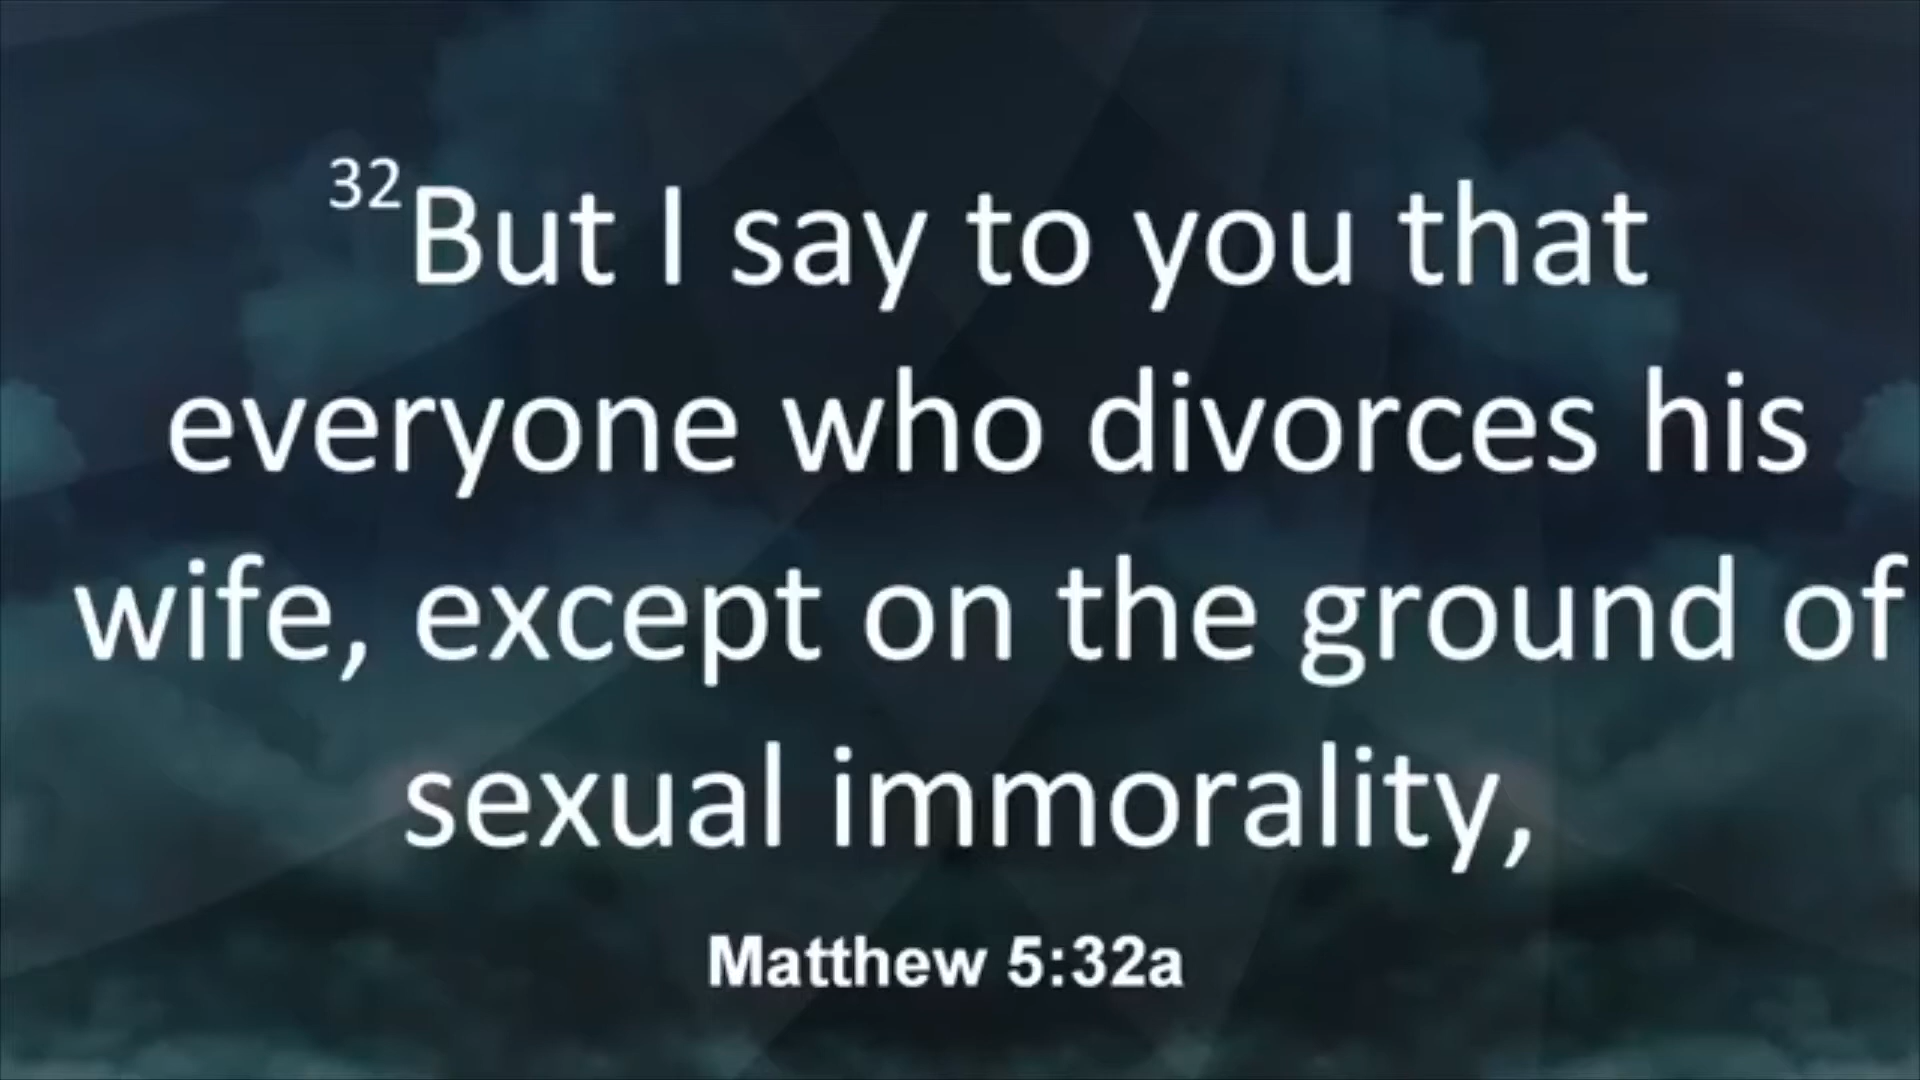 32But I say to you that
everyone who divorces his
wife, except on the ground of
sexual immorality,
Matthew 5:32a